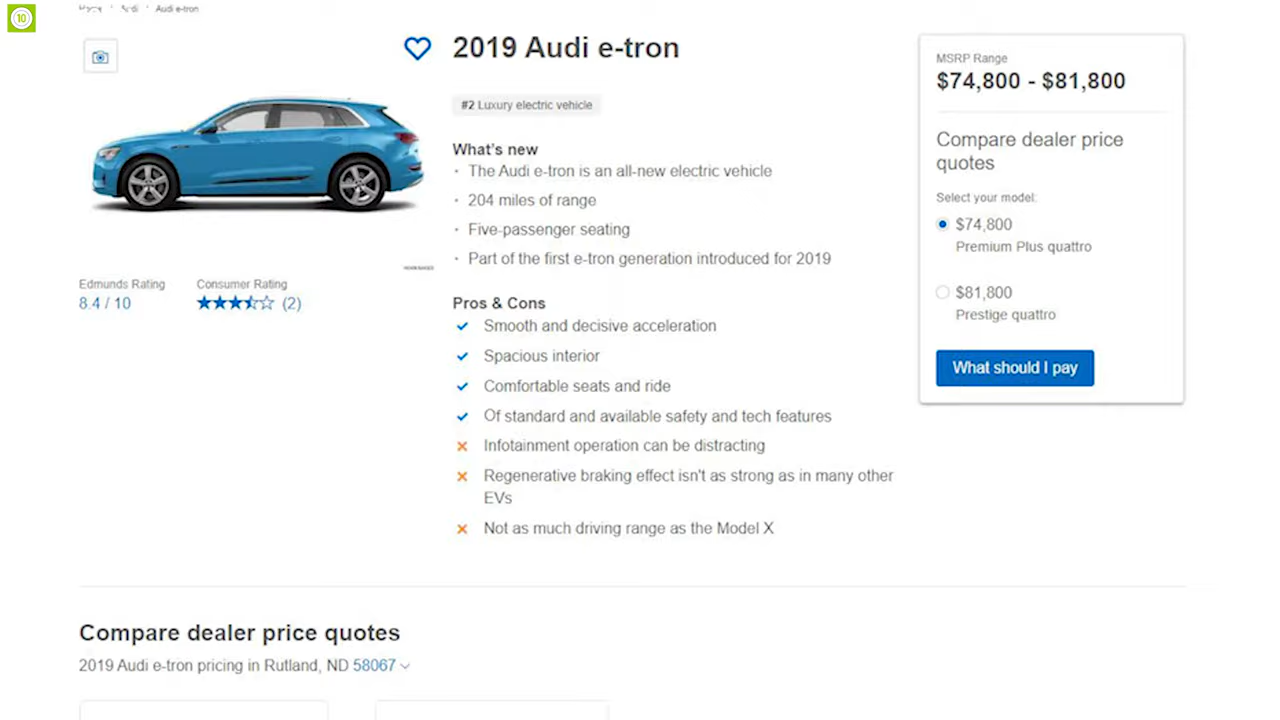 10
Audi e-tron
2019 Audi e-tron
#2 Luxury electric vehicle
What's new
The Audi e-tron is an all-new electric vehicle
204 miles of range
Five-passenger seating
Part of the first e-tron generation introduced for 2019
Edmunds Rating
8.4 / 10
Consumer Rating
(2)
Pros & Cons
Smooth and decisive acceleration
Spacious interior
Comfortable seats and ride
Of standard and available safety and tech features
Infotainment operation can be distracting
Regenerative braking effect isn't as strong as in many other
EVs
Not as much driving range as the Model X
MSRP Range
$74,800 - $81,800
Compare dealer price
quotes
Select your model:
$74,800
Premium Plus quattro
$81,800
Prestige quattro
What should I pay
Compare dealer price quotes
2019 Audi e-tron pricing in Rutland, ND 58067